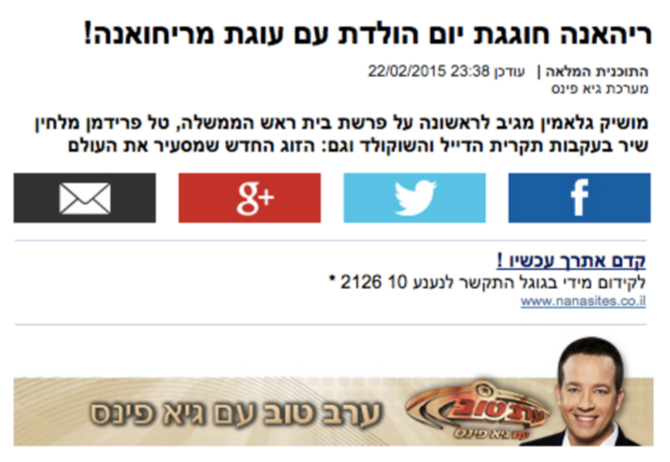 ריהאנה חוגגת יום הולדת עם עוגת מריחואנה!
התוכנית המלאה | עודכן 23:38 22/02/2015
מערכת גיא פינס
מושיק גלאמין מגיב לראשונה על פרשת בית ראש הממשלה, טל פרידמן מלחין
שיר בעקבות תקרית הדייל והשוקולד וגם: הזוג החדש שמסעיר את העולם
f
g+
קדם אתרך עכשיו !
לקידום מידי בגוגל התקשר לנענע 10 2126 *
www.nanasites.co.il
ערב טוב עם גיא פינס
ערב טוב
עם גיא פינס